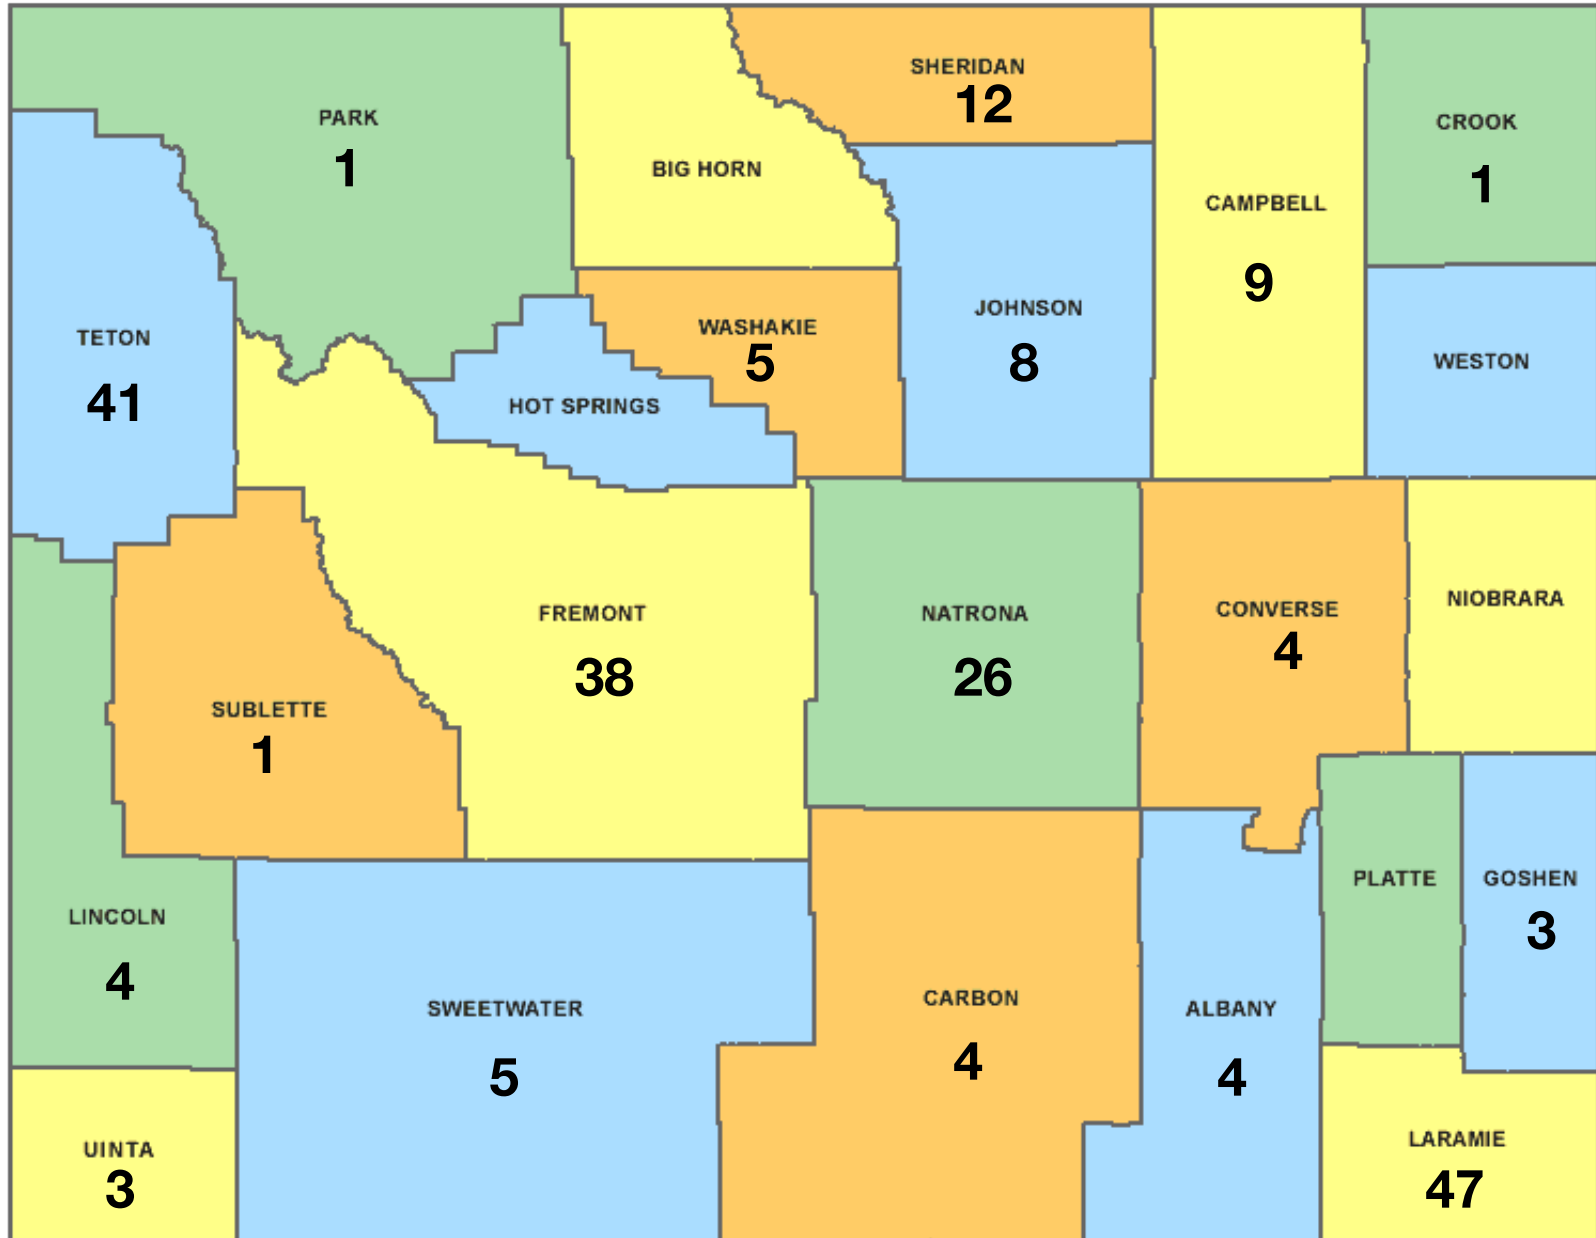 PARK
1
BIG HORN
SHERIDAN
12
CAMPBELL
9
CROOK
1
TETON
41
HOT SPRINGS
WASHAKIE
5
JOHNSON
8
WESTON
SUBLETTE
1
FREMONT
38
NATRONA
26
CONVERSE
4
NIOBRARA
LINCOLN
4
SWEETWATER
5
CARBON
4
ALBANY
4
PLATTE
GOSHEN
3
UINTA
3
LARAMIE
47